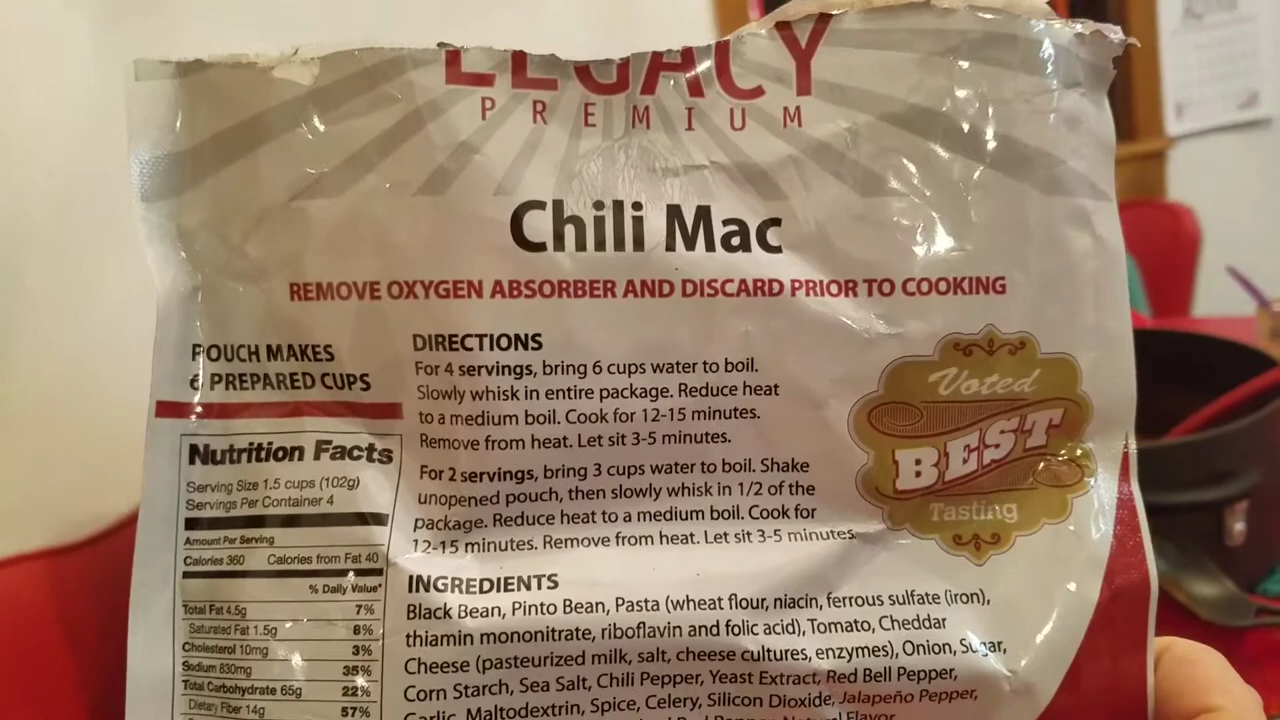 LEGACY
PREMIUM
Chili Mac
REMOVE OXYGEN ABSORBER AND DISCARD PRIOR TO COOKING
POUCH MAKES
6 PREPARED CUPS
Nutrition Facts
Serving Size 1.5 cups (102g)
Servings Per Container 4
Amount Per Serving
Calories 360 Calories from Fat 40
% Daily Value*
Total Fat 4.5g 7%
Saturated Fat 1.5g 8%
Cholesterol 10mg 3%
Sodium 830mg 35%
Total Carbohydrate 65g 22%
Dietary Fiber 14g 57%
DIRECTIONS
For 4 servings, bring 6 cups water to boil.
Slowly whisk in entire package. Reduce heat
to a medium boil. Cook for 12-15 minutes.
Remove from heat. Let sit 3-5 minutes.
For 2 servings, bring 3 cups water to boil. Shake
unopened pouch, then slowly whisk in 1/2 of the
package. Reduce heat to a medium boil. Cook for
12-15 minutes. Remove from heat. Let sit 3-5 minutes.
Voted
BEST
Tasting
INGREDIENTS
Black Bean, Pinto Bean, Pasta (wheat flour, niacin, ferrous sulfate (iron),
thiamin mononitrate, riboflavin and folic acid), Tomato, Cheddar
Cheese (pasteurized milk, salt, cheese cultures, enzymes), Onion, Sugar,
Corn Starch, Sea Salt, Chili Pepper, Yeast Extract, Red Bell Pepper,
Garlic, Maltodextrin, Spice, Celery, Silicon Dioxide, Jalapeño Pepper,
Red Pepper, Natural Flavor